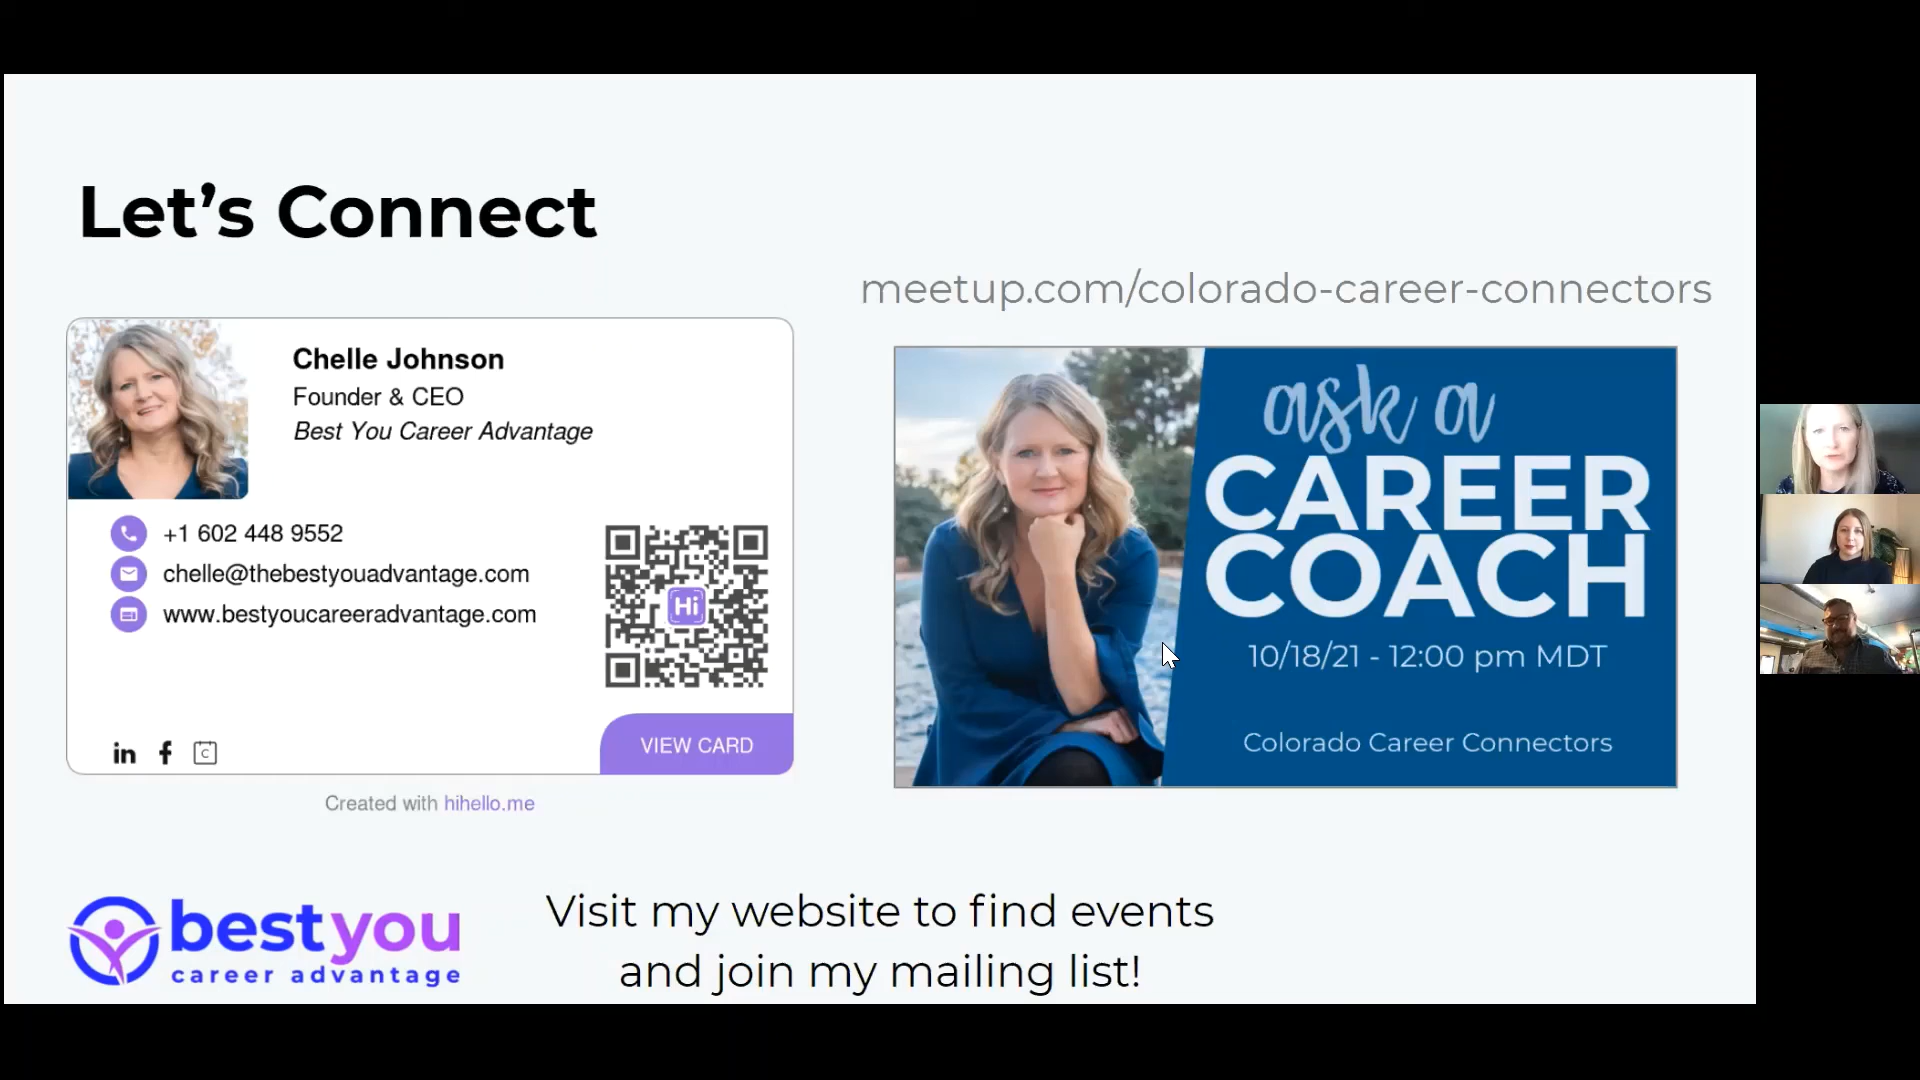 Let's Connect
meetup.com/colorado-career-connectors
Chelle Johnson
Founder & CEO
Best You Career Advantage
+1 602 448 9552
chelle@thebestyouadvantage.com
www.bestyoucareeradvantage.com
Hi
in f C
VIEW CARD
Created with hihello.me
ask a
CAREER
COACH
10/18/21 - 12:00 pm MDT
Colorado Career Connectors
bestyou
career advantage
Visit my website to find events
and join my mailing list!